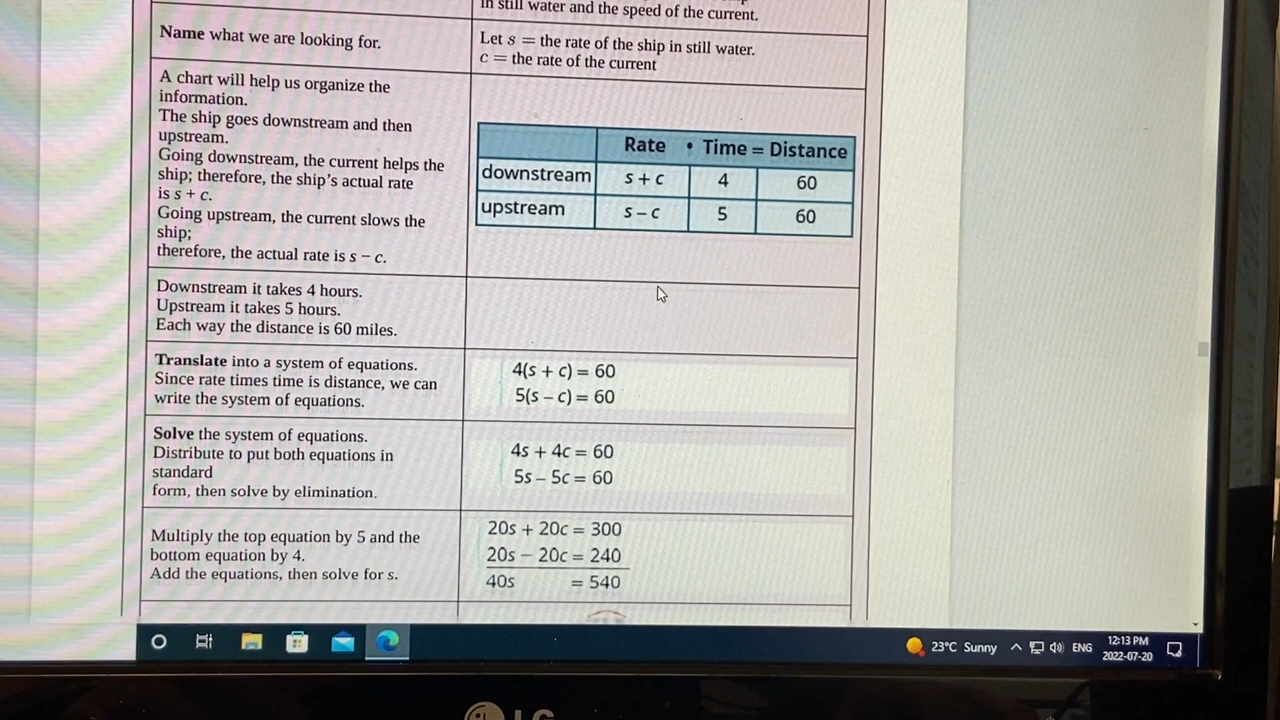 in still water and the speed of the current.
Name what we are looking for.
Let s = the rate of the ship in still water.
c = the rate of the current
A chart will help us organize the
information.
The ship goes downstream and then
upstream.
Going downstream, the current helps the
ship; therefore, the ship's actual rate
is s + c.
Going upstream, the current slows the
ship;
therefore, the actual rate is s − c.
Rate • Time = Distance
downstream s + c 4 60
upstream s − c 5 60
Downstream it takes 4 hours.
Upstream it takes 5 hours.
Each way the distance is 60 miles.
Translate into a system of equations.
Since rate times time is distance, we can
write the system of equations.
4(s + c) = 60
5(s − c) = 60
Solve the system of equations.
Distribute to put both equations in
standard
form, then solve by elimination.
4s + 4c = 60
5s − 5c = 60
Multiply the top equation by 5 and the
bottom equation by 4.
Add the equations, then solve for s.
20s + 20c = 300
20s − 20c = 240
40s = 540
23°C Sunny
ENG
12:13 PM
2022-07-20
LG